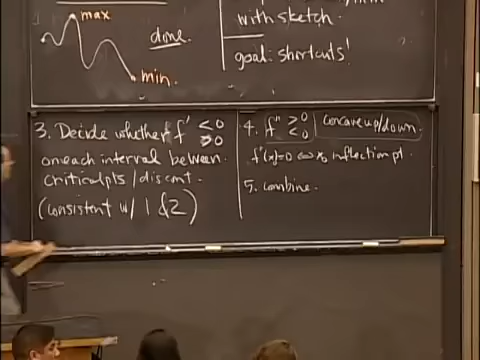 max
done.
min.
with sketch.
goal: shortcuts!
3. Decide whether f' < 0
> 0
on each interval between
critical pts / discont.
(consistent w/ 1 & 2)
4. f'' > 0
< 0
concave up/down.
f''(x₀)=0 ⇔ x₀ inflection pt
5. combine.